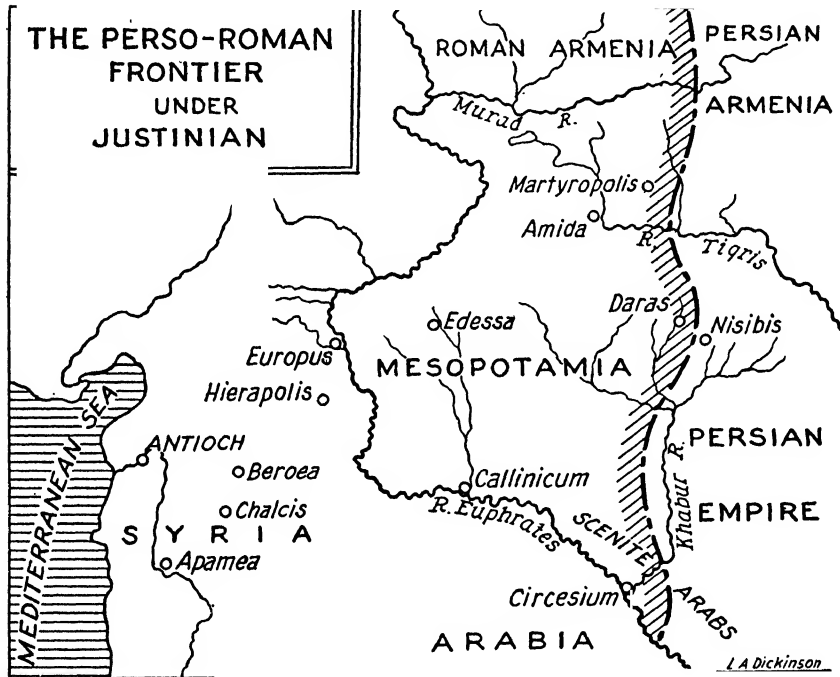 THE PERSO-ROMAN
FRONTIER
UNDER
JUSTINIAN
ROMAN ARMENIA
PERSIAN
ARMENIA
Murad R.
Martyropolis
Amida
R. Tigris
Daras
Nisibis
Edessa
Europus
MESOPOTAMIA
Hierapolis
MEDITERRANEAN SEA
ANTIOCH
Beroea
Chalcis
SYRIA
Apamea
Callinicum
R. Euphrates
PERSIAN
EMPIRE
Khabur R.
SCENITE ARABS
Circesium
ARABIA
L A Dickinson